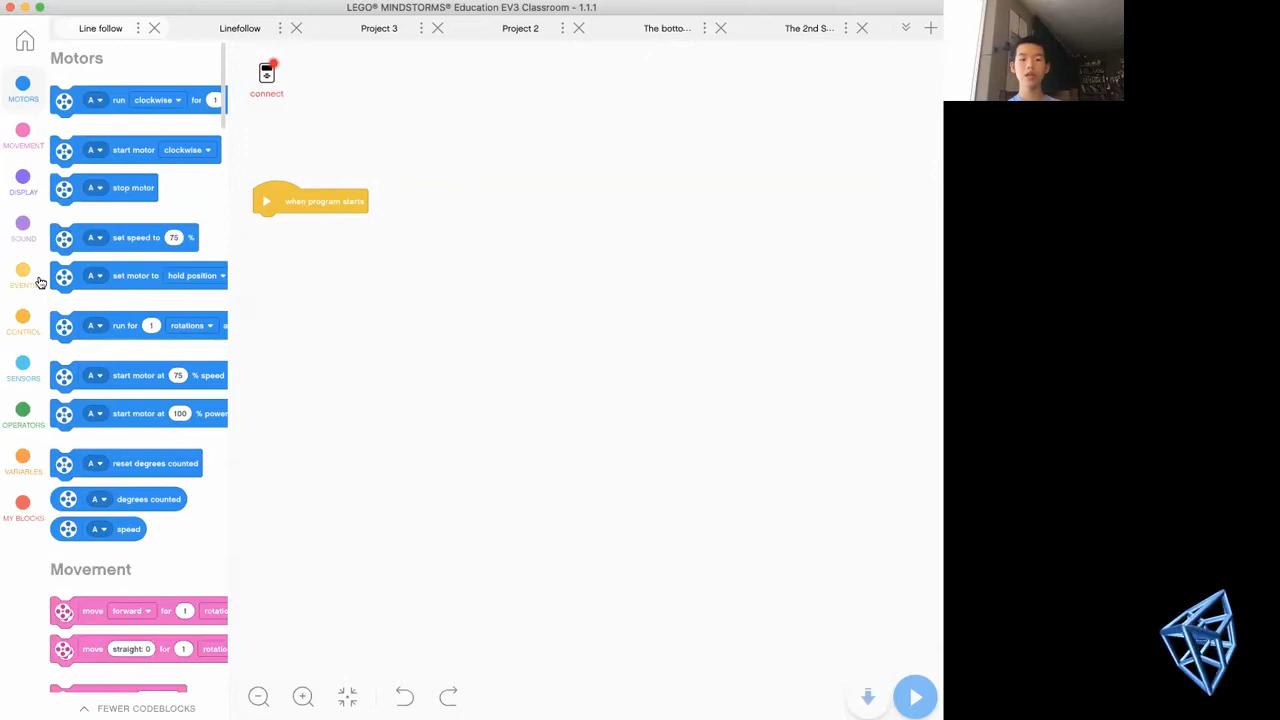 LEGO® MINDSTORMS® Education EV3 Classroom - 1.1.1
Line follow
Linefollow
Project 3
Project 2
The botto...
The 2nd S...
MOTORS
MOVEMENT
DISPLAY
SOUND
EVENTS
CONTROL
SENSORS
OPERATORS
VARIABLES
MY BLOCKS
Motors
A run clockwise for 1
A start motor clockwise
A stop motor
A set speed to 75 %
A set motor to hold position
A run for 1 rotations
A start motor at 75 % speed
A start motor at 100 % power
A reset degrees counted
A degrees counted
A speed
Movement
move forward for 1
move straight: 0 for 1
FEWER CODEBLOCKS
connect
when program starts